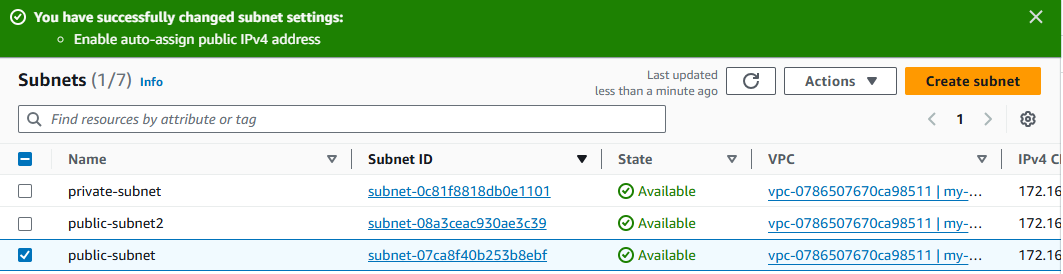 You have successfully changed subnet settings:
Enable auto-assign public IPv4 address
Subnets (1/7) Info
Last updated
less than a minute ago
Actions
Create subnet
Find resources by attribute or tag
1
Name Subnet ID State VPC IPv4 C
private-subnet subnet-0c81f8818db0e1101 Available vpc-0786507670ca98511 | my-... 172.16
public-subnet2 subnet-08a3ceac930ae3c39 Available vpc-0786507670ca98511 | my-... 172.16
public-subnet subnet-07ca8f40b253b8ebf Available vpc-0786507670ca98511 | my-... 172.16